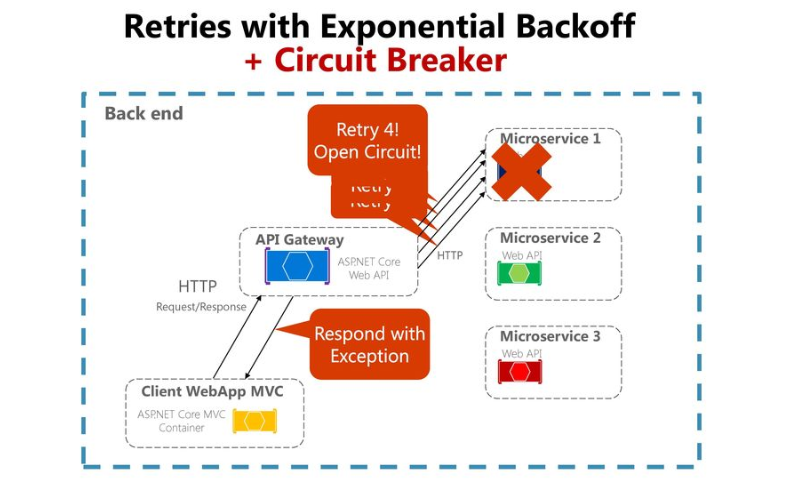 Retries with Exponential Backoff
+ Circuit Breaker
Back end
Retry 4!
Open Circuit!
Retry
Retry
Microservice 1
API Gateway
ASP.NET Core
Web API
HTTP
Microservice 2
Web API
HTTP
Request/Response
Respond with
Exception
Microservice 3
Web API
Client WebApp MVC
ASP.NET Core MVC
Container